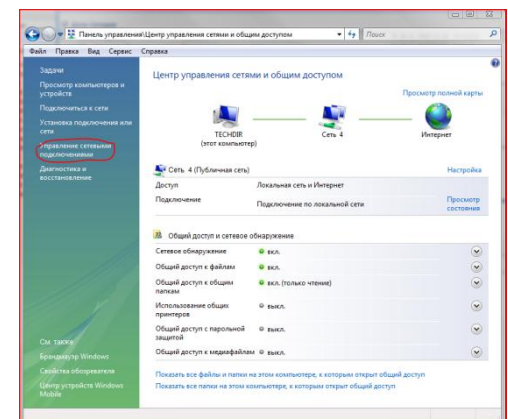 Панель управления\Центр управления сетями и общим доступом
Поиск
Файл Правка Вид Сервис Справка
Задачи
Просмотр компьютеров и
устройств
Подключиться к сети
Установка подключения или
сети
Управление сетевыми
подключениями
Диагностика и
восстановление
См. также
Брандмауэр Windows
Свойства обозревателя
Центр устройств Windows
Mobile
Центр управления сетями и общим доступом
Просмотр полной карты
TECHDIR
(этот компьютер)
Сеть 4
Интернет
Сеть 4 (Публичная сеть)
Настройка
Доступ
Локальная сеть и Интернет
Подключение
Подключение по локальной сети
Просмотр
состояния
Общий доступ и сетевое обнаружение
Сетевое обнаружение
вкл.
Общий доступ к файлам
вкл.
Общий доступ к общим
папкам
вкл. (только чтение)
Использование общих
принтеров
выкл.
Общий доступ с парольной
защитой
выкл.
Общий доступ к медиафайлам
выкл.
Показать все файлы и папки на этом компьютере, к которым открыт общий доступ
Показать все папки на этом компьютере, к которым открыт общий доступ